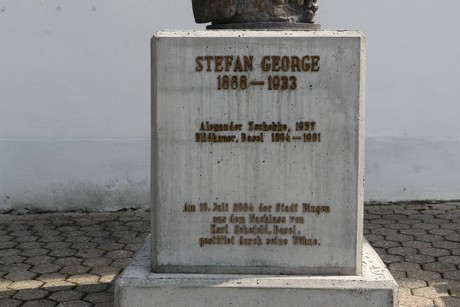 STEFAN GEORGE
1868—1933
Alexander Zschokke, 1937
Bildhauer, Basel 1894—1981
Am 10. Juli 2004 der Stadt Bingen
aus dem Nachlass von
Karl Schefold, Basel,
gestiftet durch seine Söhne.